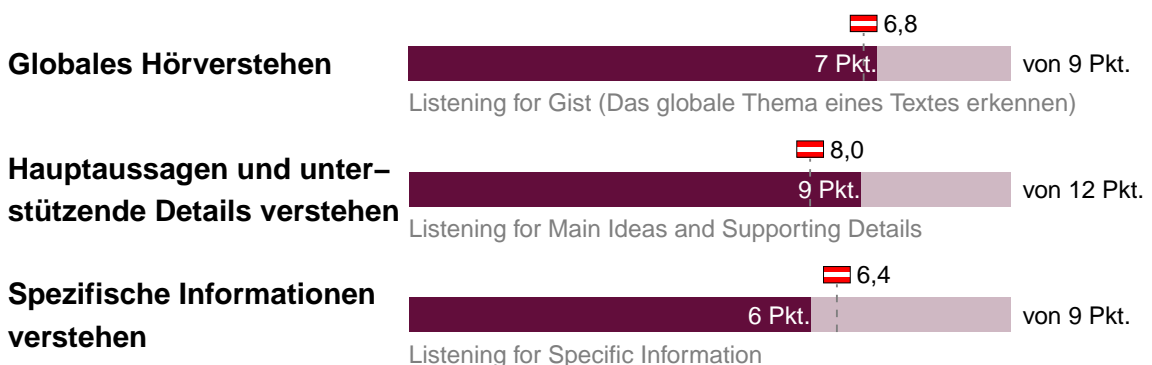 6,8
Globales Hörverstehen 7 Pkt. von 9 Pkt.
Listening for Gist (Das globale Thema eines Textes erkennen)
8,0
Hauptaussagen und unter–
stützende Details verstehen
9 Pkt. von 12 Pkt.
Listening for Main Ideas and Supporting Details
6,4
Spezifische Informationen
verstehen
6 Pkt. von 9 Pkt.
Listening for Specific Information